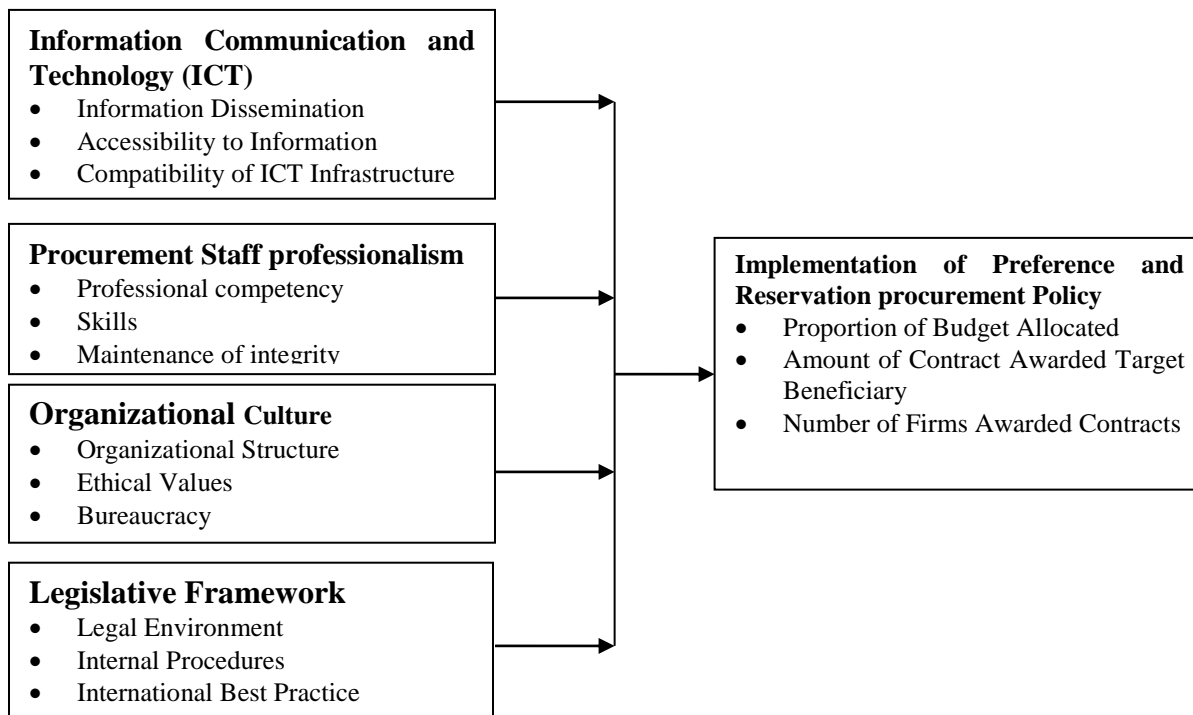 Information Communication and
Technology (ICT)
• Information Dissemination
• Accessibility to Information
• Compatibility of ICT Infrastructure
Procurement Staff professionalism
• Professional competency
• Skills
• Maintenance of integrity
Organizational Culture
• Organizational Structure
• Ethical Values
• Bureaucracy
Legislative Framework
• Legal Environment
• Internal Procedures
• International Best Practice
Implementation of Preference and
Reservation procurement Policy
• Proportion of Budget Allocated
• Amount of Contract Awarded Target
Beneficiary
• Number of Firms Awarded Contracts